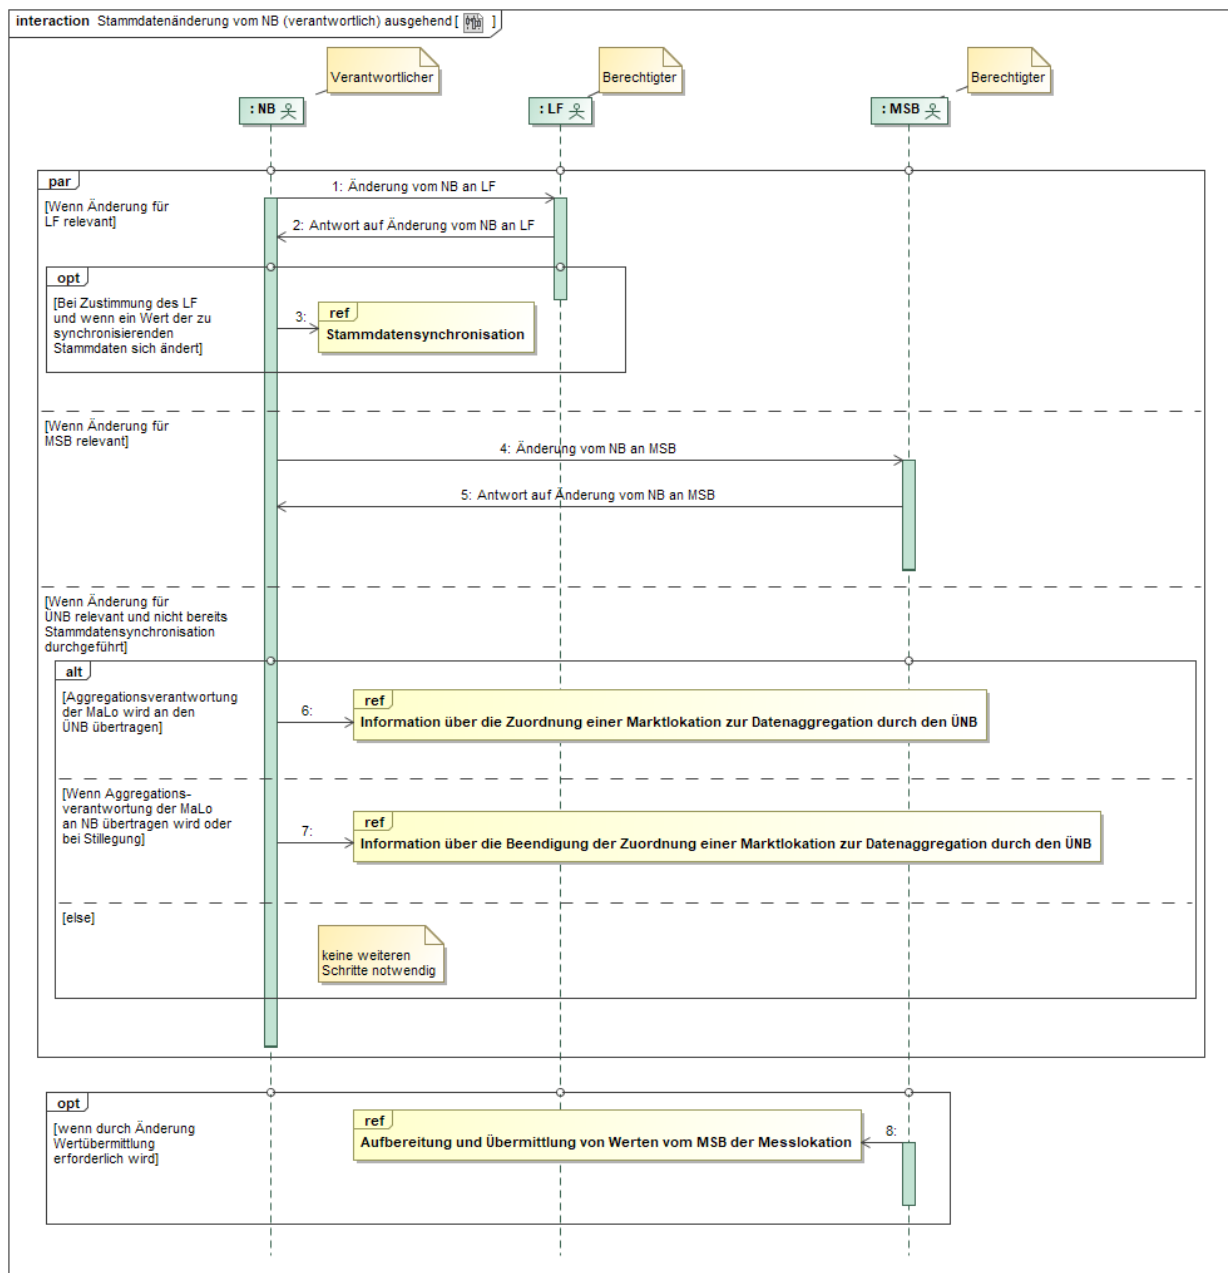 interaction Stammdatenänderung vom NB (verantwortlich) ausgehend [ ]
Verantwortlicher
Berechtigter
Berechtigter
: NB
: LF
: MSB
par
[Wenn Änderung für
LF relevant]
1: Änderung vom NB an LF
2: Antwort auf Änderung vom NB an LF
opt
[Bei Zustimmung des LF
und wenn ein Wert der zu
synchronisierenden
Stammdaten sich ändert]
3:
ref
Stammdatensynchronisation
[Wenn Änderung für
MSB relevant]
4: Änderung vom NB an MSB
5: Antwort auf Änderung vom NB an MSB
[Wenn Änderung für
ÜNB relevant und nicht bereits
Stammdatensynchronisation
durchgeführt]
alt
[Aggregationsverantwortung
der MaLo wird an den
ÜNB übertragen]
6:
ref
Information über die Zuordnung einer Marktlokation zur Datenaggregation durch den ÜNB
[Wenn Aggregations-
verantwortung der MaLo
an NB übertragen wird oder
bei Stillegung]
7:
ref
Information über die Beendigung der Zuordnung einer Marktlokation zur Datenaggregation durch den ÜNB
[else]
keine weiteren
Schritte notwendig
opt
[wenn durch Änderung
Wertübermittlung
erforderlich wird]
ref
Aufbereitung und Übermittlung von Werten vom MSB der Messlokation
8: